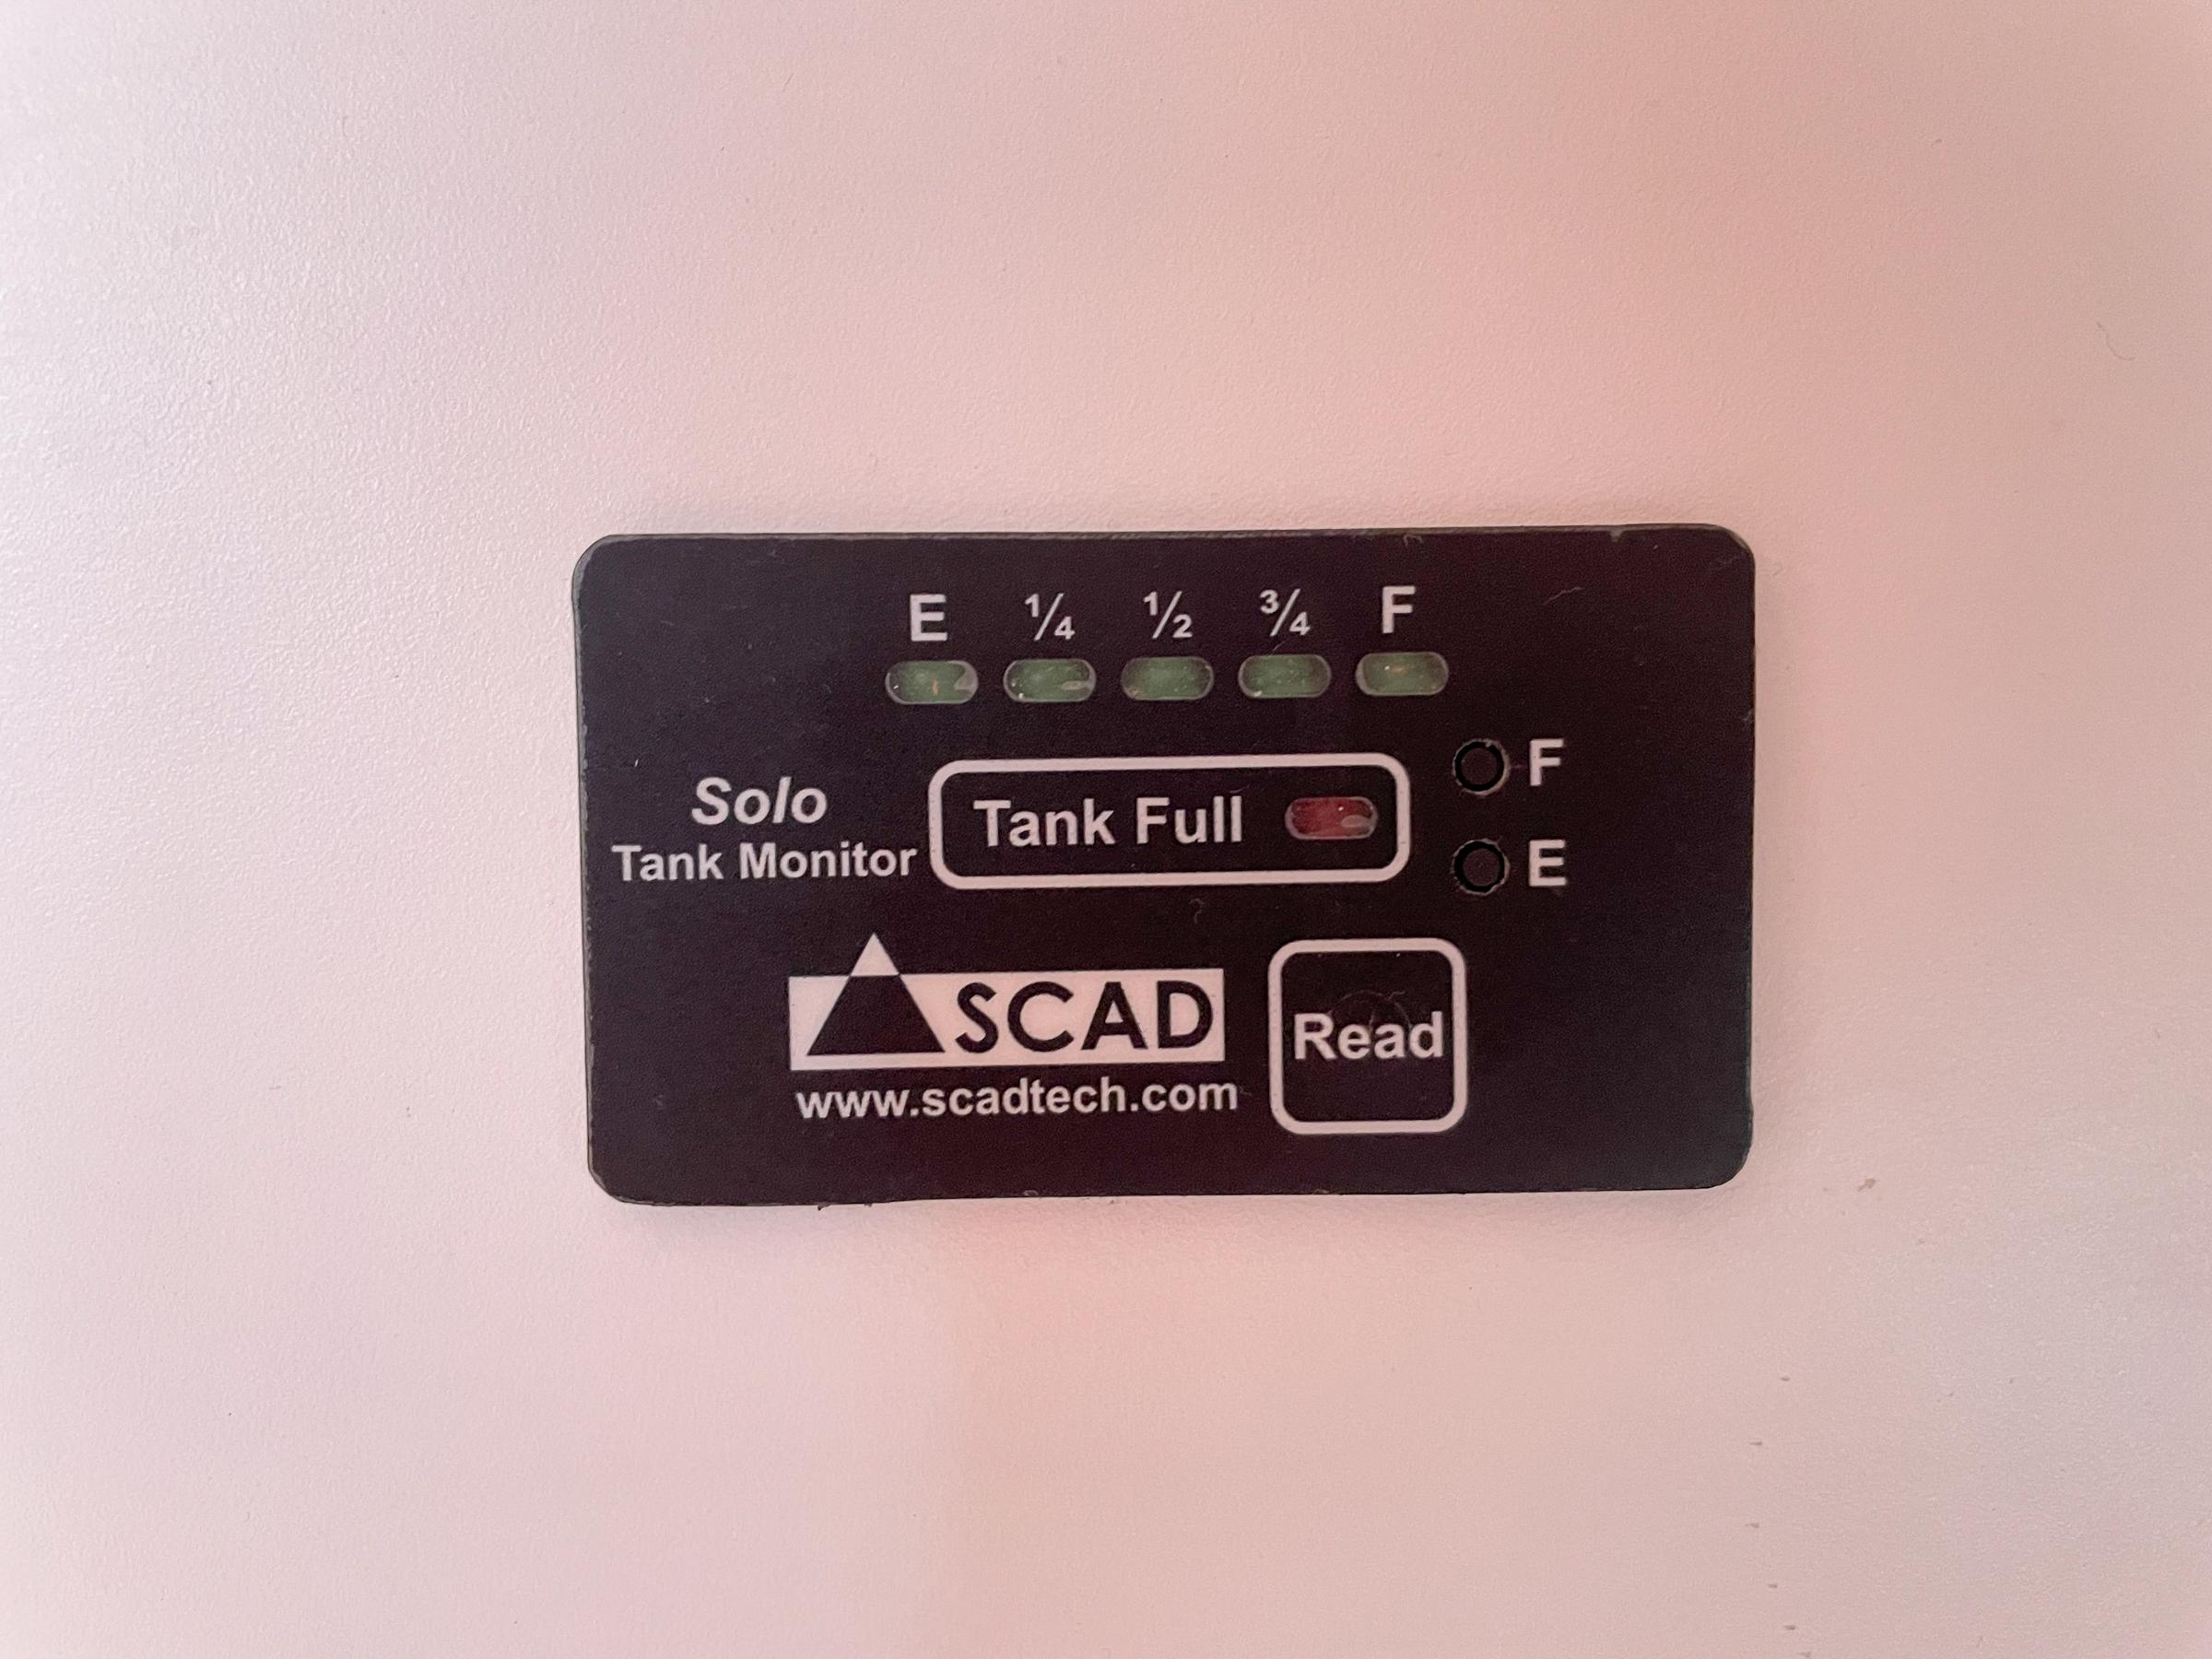 E ¼ ½ ¾ F
F
Solo
Tank Full
Tank Monitor
E
SCAD
Read
www.scadtech.com